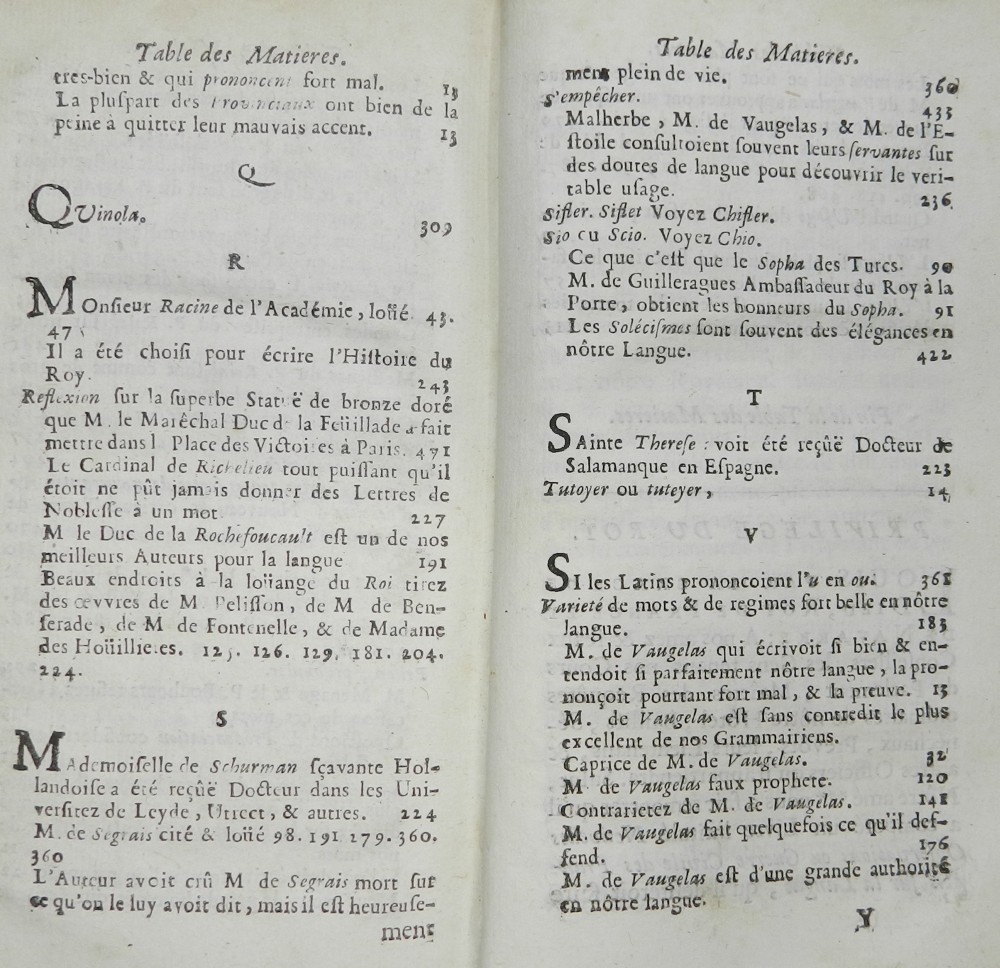 Table des Matieres.
tres-bien & qui prononcent fort mal. 13
La pluſpart des Provinciaux ont bien de la
peine à quitter leur mauvais accent. 13
Q
QVinola. 309
R
MOnſieur Racine de l'Académie, loüé 43.
47
Il a été choiſi pour écrire l'Hiſtoire du
Roy. 243
Reflexion ſur la ſuperbe Statuë de bronze doré
que M. le Marêchal Duc de la Feüillade a fait
mettre dans l Place des Victoires à Paris. 471
Le Cardinal de Richelieu tout puiſſant qu'il
étoit ne pût jamais donner des Lettres de
Nobleſſe à un mot. 227
M le Duc de la Rochefoucault eſt un de nos
meilleurs Auteurs pour la langue 191
Beaux endroits à la loüange du Roi tirez
des œvvres de M Peliſſon, de M de Ben-
ſerade, de M de Fontenelle, & de Madame
des Hoüillieres. 126. 129. 181. 204.
224.
S
MAdemoiſelle de Schurman ſçavante Hol-
landoiſe a été reçûë Docteur dans les Uni-
verſitez de Leyde, Utrect, & autres. 224
M. de Segrais cité & loüé 98. 191 279. 360.
360
L'Auteur avoit crû M de Segrais mort ſur
ce qu'on le luy avoit dit, mais il eſt heureuſe-
ment
Table des Matieres.
ment plein de vie. 360
S'empêcher. 433
Malherbe, M. de Vaugelas, & M. de l'E-
ſtoile conſultoient ſouvent leurs ſervantes ſur
des doutes de langue pour découvrir le veri-
table uſage. 236
Sifler. Siflet Voyez Chifler.
Sio ou Scio. Voyez Chio.
Ce que c'eſt que le Sopha des Turcs. 90
M. de Guilleragues Ambaſſadeur du Roy à la
Porte, obtient les honneurs du Sopha. 91
Les Soléciſmes ſont ſouvent des élégances en
nôtre Langue. 422
T
SAinte Thereſe : voit été reçûë Docteur de
Salamanque en Eſpagne. 223
Tutoyer ou tuteyer, 14
V
SI les Latins prononcoient l'u en ou. 361
Varieté de mots & de regimes fort belle en nôtre
langue. 183
M. de Vaugelas qui écrivoit ſi bien & en-
tendoit ſi parfaitement nôtre langue, la pro-
nonçoit pourtant fort mal, & la preuve. 13
M. de Vaugelas eſt ſans contredit le plus
excellent de nos Grammairiens.
Caprice de M. de Vaugelas. 32
M. de Vaugelas faux prophete. 120
Contrarietez de M. de Vaugelas. 141
M. de Vaugelas fait quelquefois ce qu'il def-
fend. 176
M. de Vaugelas eſt d'une grande authorité
en nôtre langue.
Y